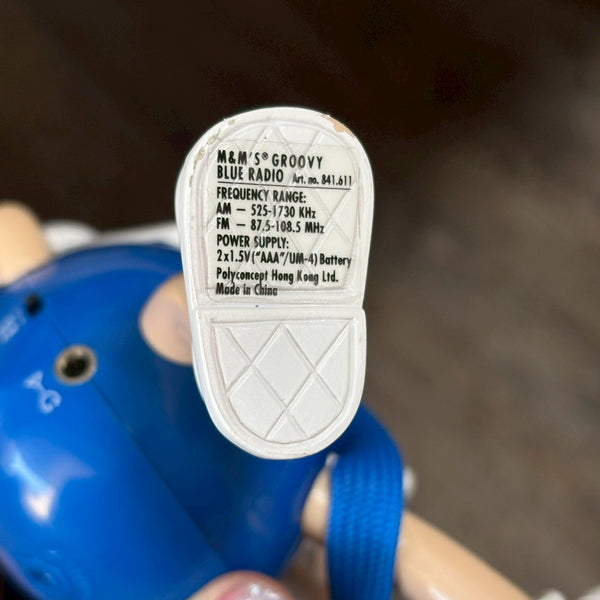 M&M'S® GROOVY
BLUE RADIO Art. no. 841.611
FREQUENCY RANGE:
AM — 525-1730 KHz
FM — 87.5-108.5 MHz
POWER SUPPLY:
2x1.5V("AAA"/UM-4) Battery
Polyconcept Hong Kong Ltd.
Made in China